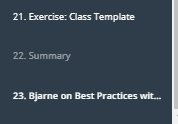 21. Exercise: Class Template
22. Summary
23. Bjarne on Best Practices wit...